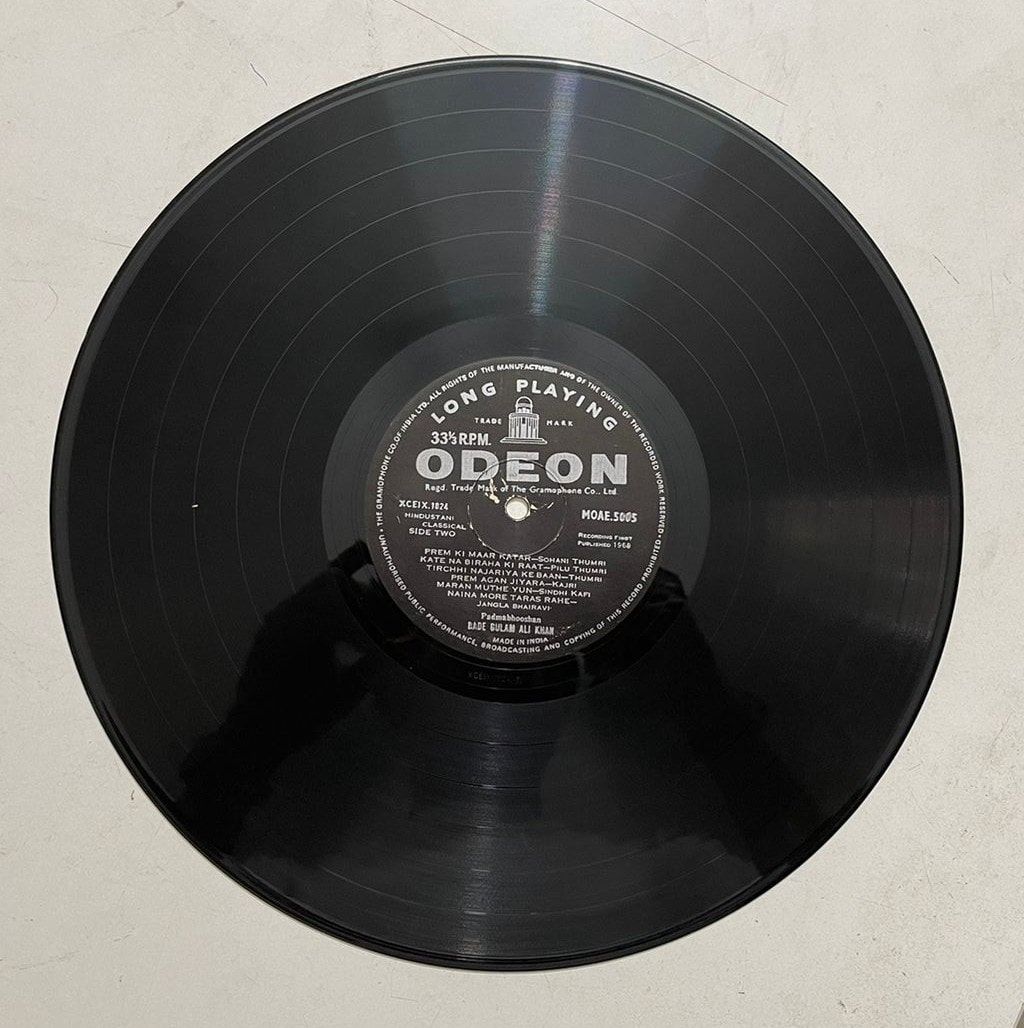 THE GRAMOPHONE CO. OF INDIA LTD. ALL RIGHTS OF THE MANUFACTURER AND OF THE OWNER OF THE RECORDED WORK RESERVED
UNAUTHORISED PUBLIC PERFORMANCE, BROADCASTING AND COPYING OF THIS RECORD PROHIBITED
LONG PLAYING
TRADE MARK
33⅓ R.P.M.
ODEON
Regd. Trade Mark of The Gramophone Co., Ltd.
XCEIX.1024 MOAE.5005
HINDUSTANI
CLASSICAL
SIDE TWO
RECORDING FIRST
PUBLISHED 1968
PREM KI MAAR KATAR—SOHANI THUMRI
KATE NA BIRAHA KI RAAT—PILU THUMRI
TIRCHHI NAJARIYA KE BAAN—THUMRI
PREM AGAN JIYARA—KAJRI
MARAN MUTHE YUN—SINDHI KAFI
NAINA MORE TARAS RAHE—
JANGLA BHAIRAVI
Padmabhooshan
BADE GULAM ALI KHAN
MADE IN INDIA